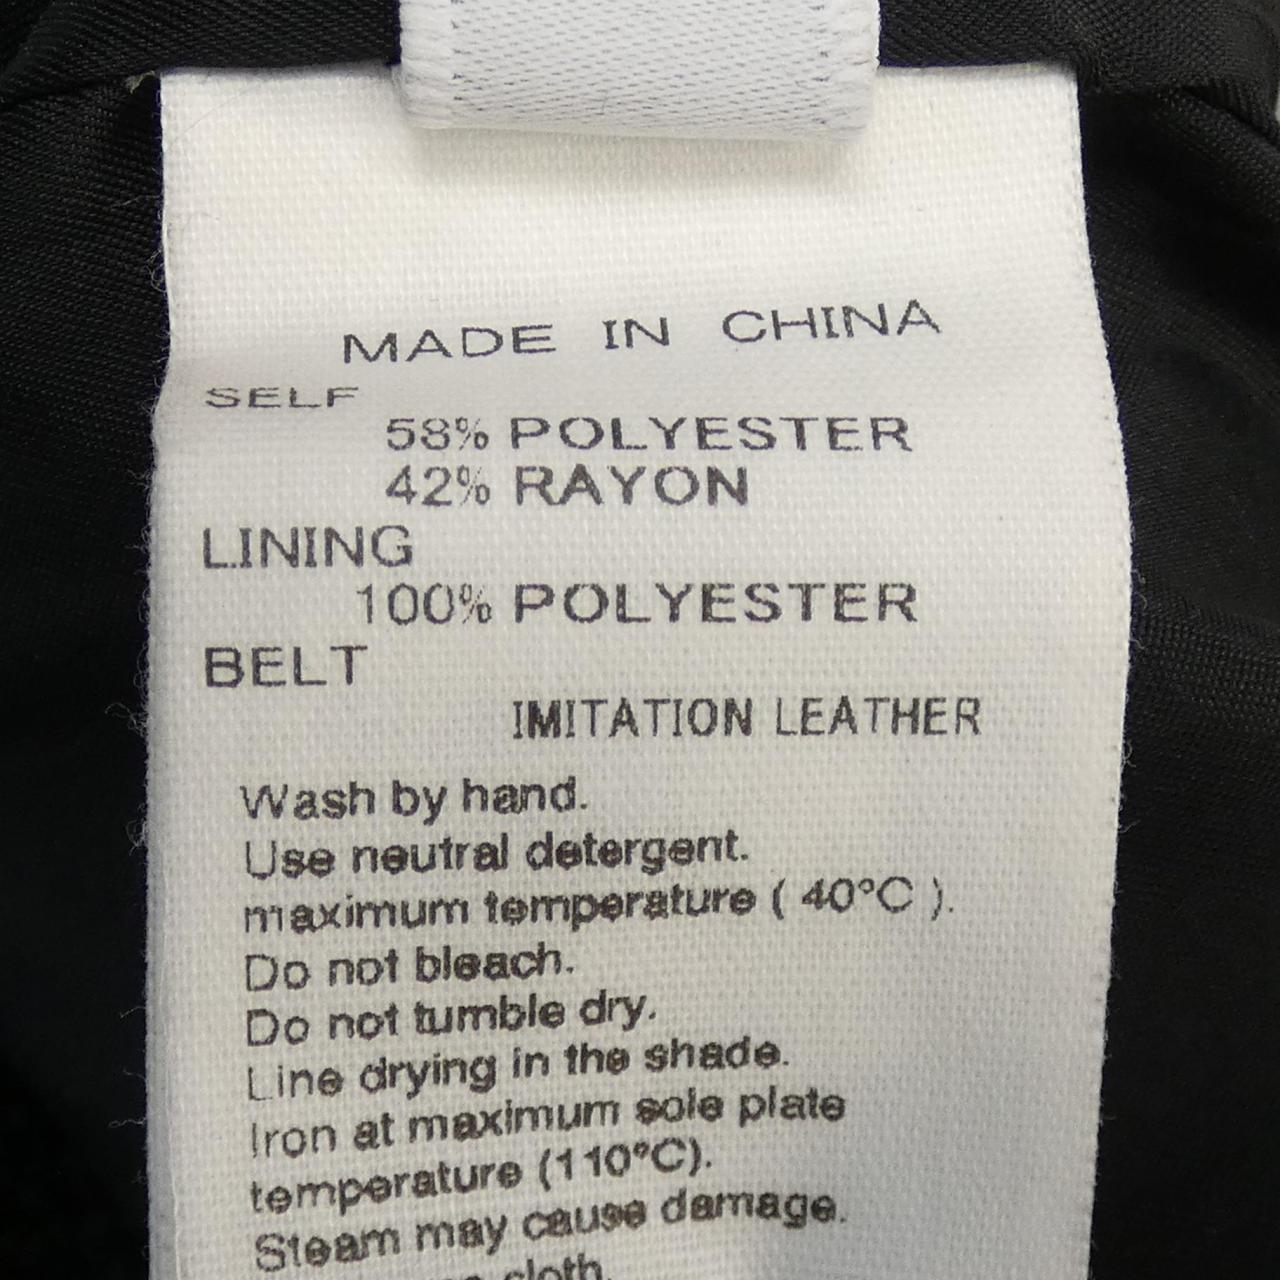 MADE IN CHINA
SELF
58% POLYESTER
42% RAYON
LINING
100% POLYESTER
BELT
IMITATION LEATHER
Wash by hand.
Use neutral detergent.
maximum temperature ( 40°C ).
Do not bleach.
Do not tumble dry.
Line drying in the shade.
Iron at maximum sole plate
temperature (110°C).
Steam may cause damage.
cloth.